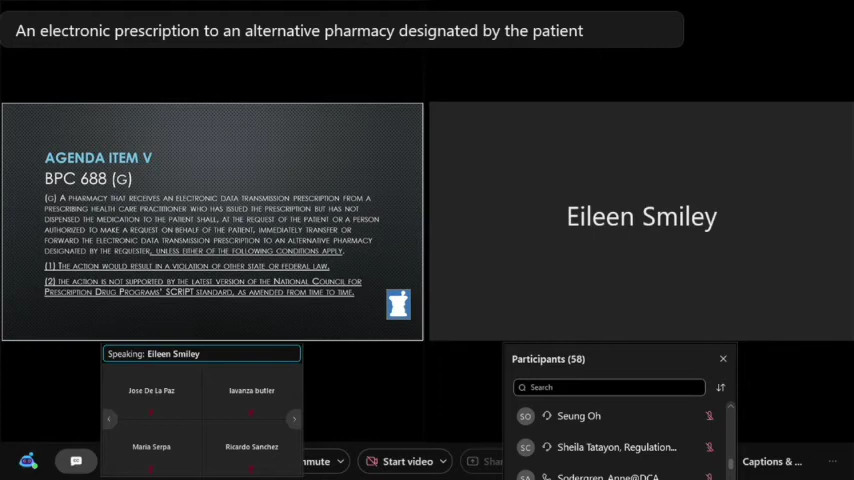 An electronic prescription to an alternative pharmacy designated by the patient
AGENDA ITEM V
BPC 688 (G)
(G) A PHARMACY THAT RECEIVES AN ELECTRONIC DATA TRANSMISSION PRESCRIPTION FROM A
PRESCRIBING HEALTH CARE PRACTITIONER WHO HAS ISSUED THE PRESCRIPTION BUT HAS NOT
DISPENSED THE MEDICATION TO THE PATIENT SHALL, AT THE REQUEST OF THE PATIENT OR A PERSON
AUTHORIZED TO MAKE A REQUEST ON BEHALF OF THE PATIENT, IMMEDIATELY TRANSFER OR
FORWARD THE ELECTRONIC DATA TRANSMISSION PRESCRIPTION TO AN ALTERNATIVE PHARMACY
DESIGNATED BY THE REQUESTER, UNLESS EITHER OF THE FOLLOWING CONDITIONS APPLY.
(1) THE ACTION WOULD RESULT IN A VIOLATION OF OTHER STATE OR FEDERAL LAW.
(2) THE ACTION IS NOT SUPPORTED BY THE LATEST VERSION OF THE NATIONAL COUNCIL FOR
PRESCRIPTION DRUG PROGRAMS' SCRIPT STANDARD, AS AMENDED FROM TIME TO TIME.
Eileen Smiley
Speaking: Eileen Smiley
Jose De La Paz
lavanza butler
Maria Serpa
Ricardo Sanchez
Participants (58)
Search
SO Seung Oh
SC Sheila Tatayon, Regulation...
SA Sodergren, Anne@DCA
mute
Start video
Shar
Captions & ...